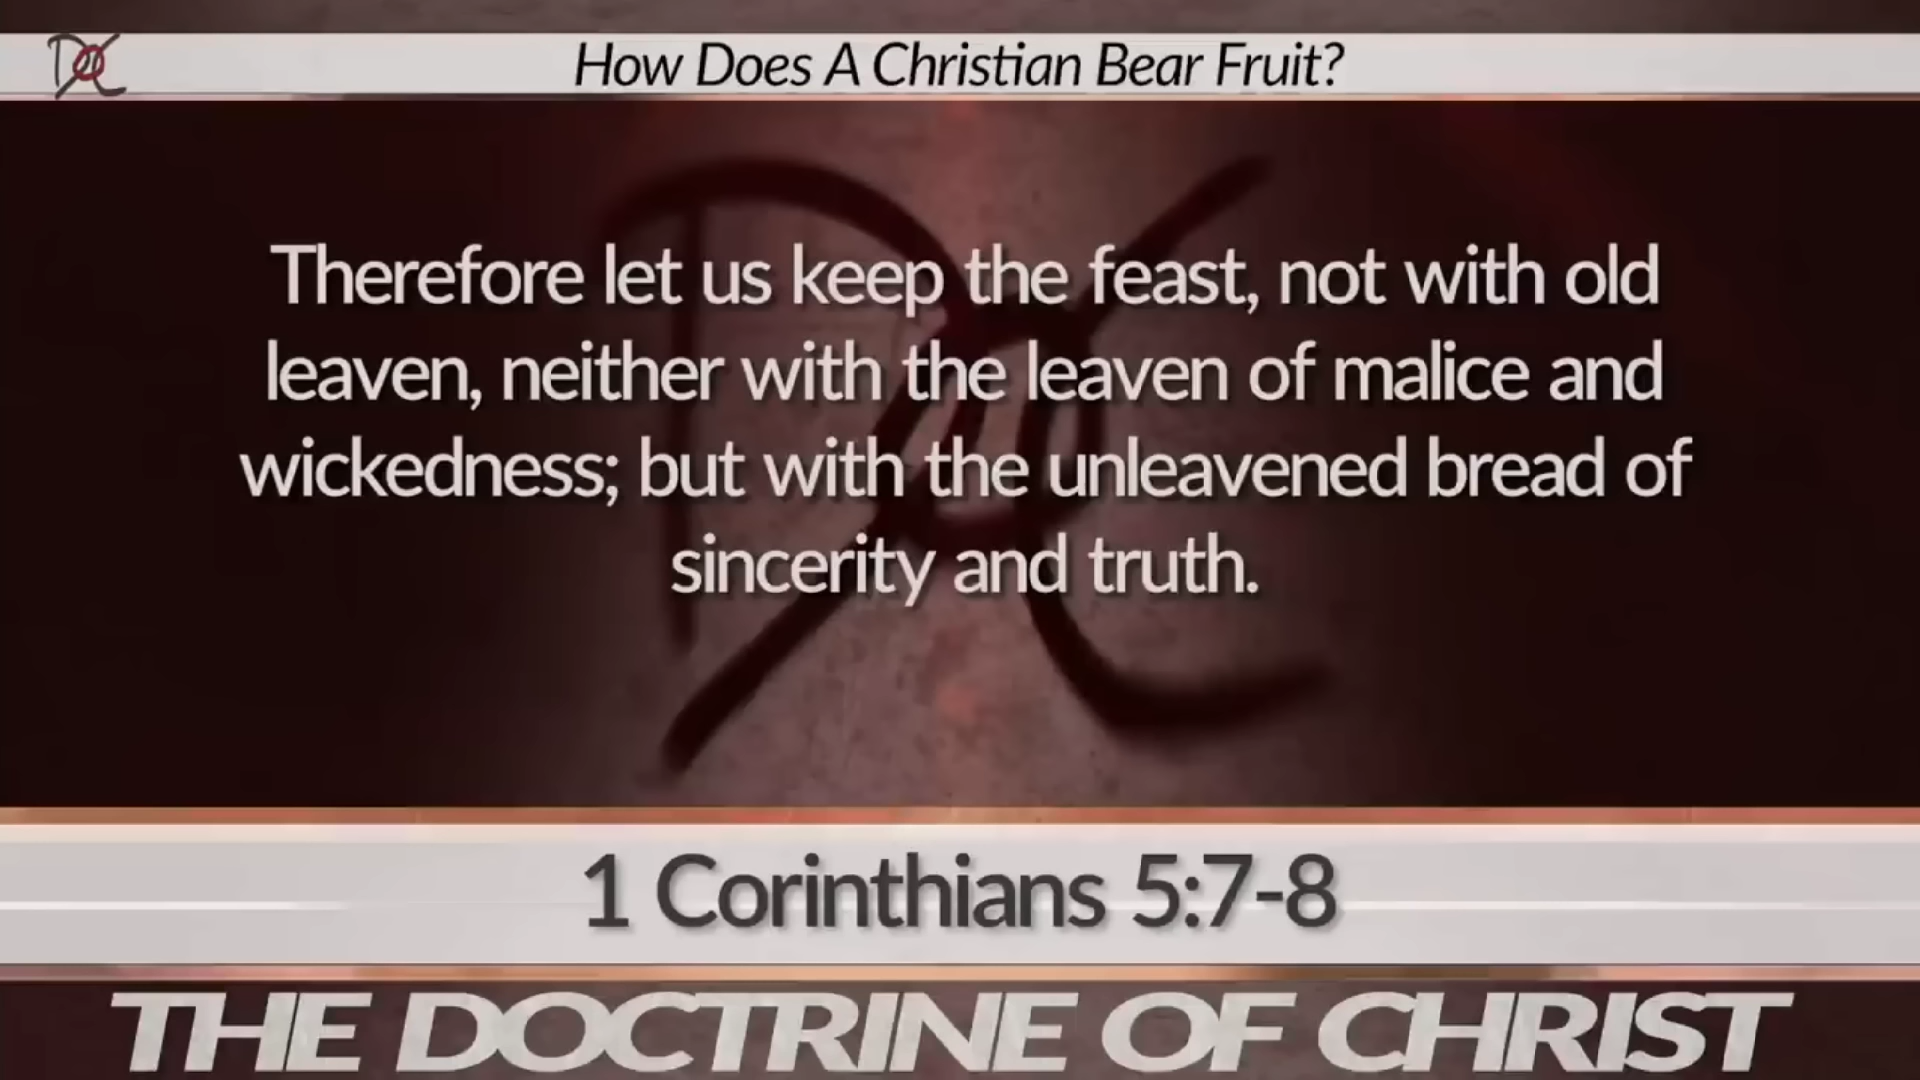 How Does A Christian Bear Fruit?
Therefore let us keep the feast, not with old
leaven, neither with the leaven of malice and
wickedness; but with the unleavened bread of
sincerity and truth.
1 Corinthians 5:7-8
THE DOCTRINE OF CHRIST